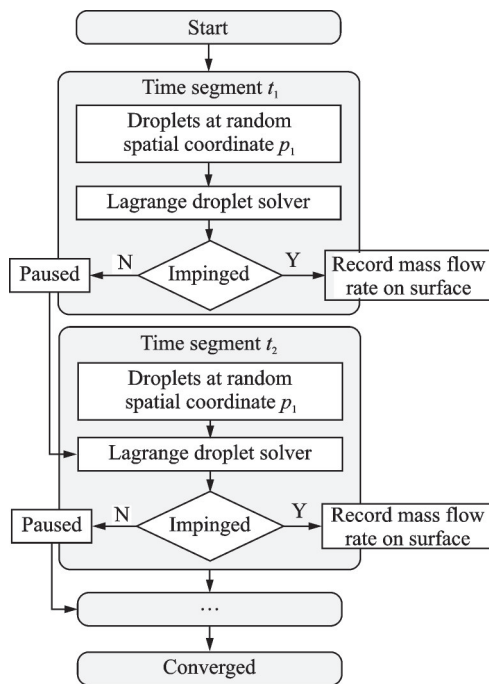 Start
Time segment t₁
Droplets at random
spatial coordinate p₁
Lagrange droplet solver
Paused
N
Impinged
Y
Record mass flow
rate on surface
Time segment t₂
Droplets at random
spatial coordinate p₁
Lagrange droplet solver
Paused
N
Impinged
Y
Record mass flow
rate on surface
...
Converged